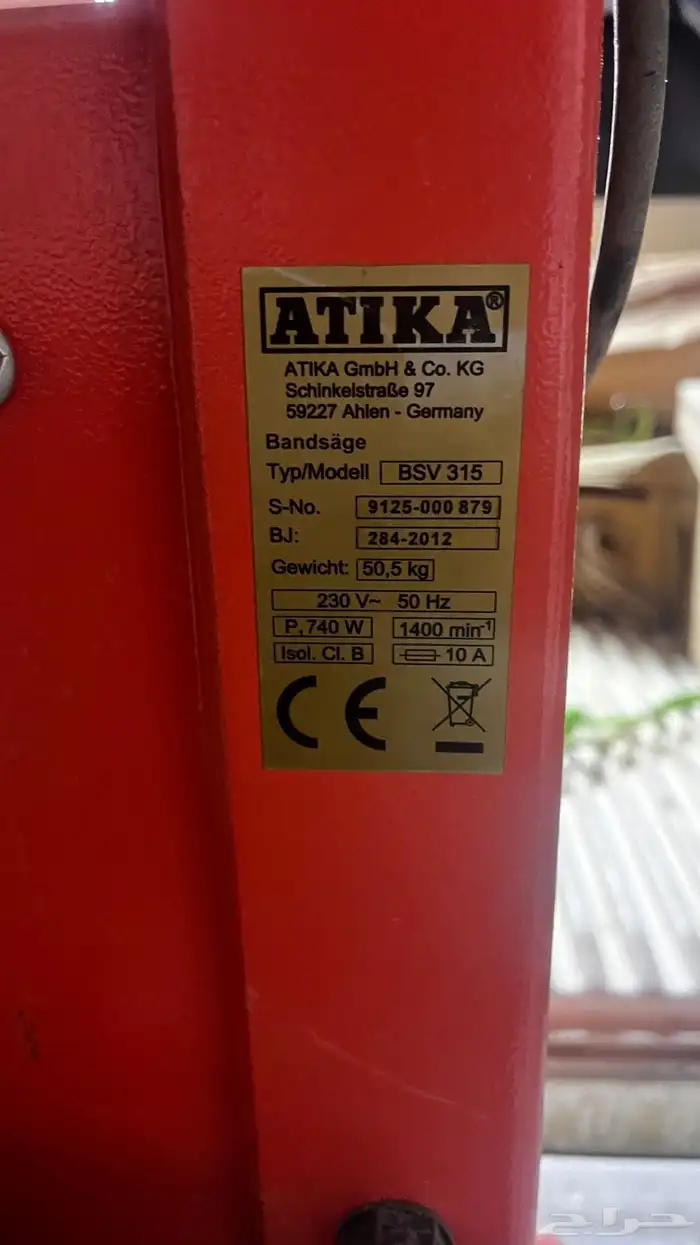 ATIKA®
ATIKA GmbH & Co. KG
Schinkelstraße 97
59227 Ahlen - Germany
Bandsäge
Typ/Modell BSV 315
S-No. 9125-000 879
BJ: 284-2012
Gewicht: 50,5 kg
230 V~ 50 Hz
P₁ 740 W 1400 min⁻¹
Isol. Cl. B 10 A
CE
حراج